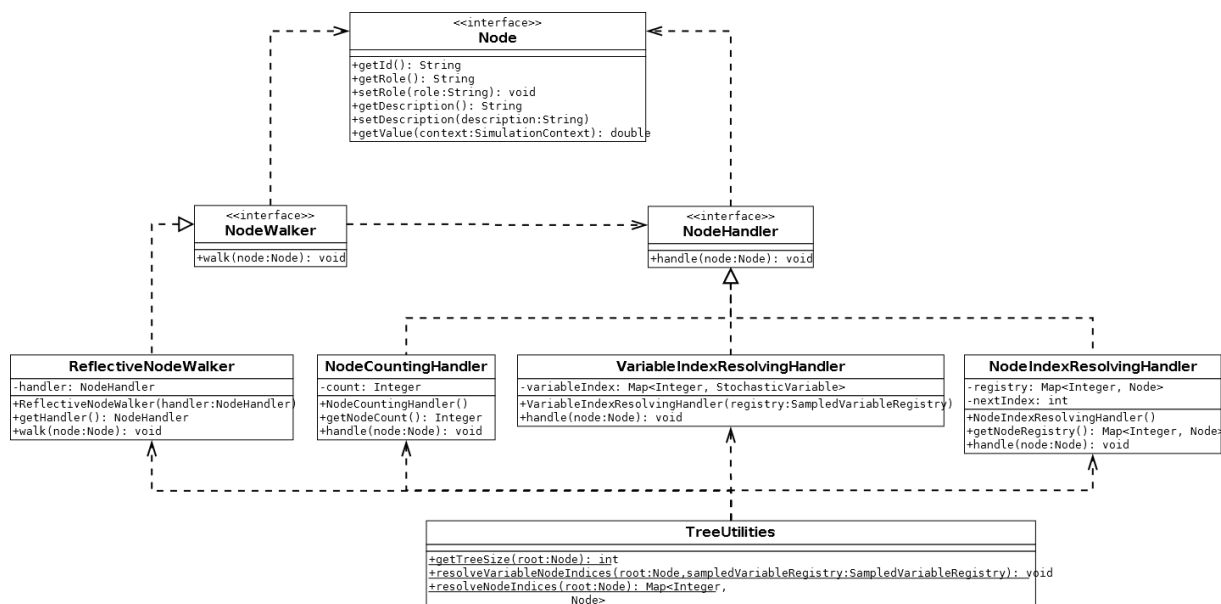 <<interface>>
Node
+getId(): String
+getRole(): String
+setRole(role:String): void
+getDescription(): String
+setDescription(description:String)
+getValue(context:SimulationContext): double
<<interface>>
NodeWalker
+walk(node:Node): void
<<interface>>
NodeHandler
+handle(node:Node): void
ReflectiveNodeWalker
-handler: NodeHandler
+ReflectiveNodeWalker(handler:NodeHandler)
+getHandler(): NodeHandler
+walk(node:Node): void
NodeCountingHandler
-count: Integer
+NodeCountingHandler()
+getNodeCount(): Integer
+handle(node:Node): void
VariableIndexResolvingHandler
-variableIndex: Map<Integer, StochasticVariable>
+VariableIndexResolvingHandler(registry:SampledVariableRegistry)
+handle(node:Node): void
NodeIndexResolvingHandler
-registry: Map<Integer, Node>
-nextIndex: int
+NodeIndexResolvingHandler()
+getNodeRegistry(): Map<Integer, Node>
+handle(node:Node): void
TreeUtilities
+getTreeSize(root:Node): int
+resolveVariableNodeIndices(root:Node,sampledVariableRegistry:SampledVariableRegistry): void
+resolveNodeIndices(root:Node): Map<Integer,
Node>